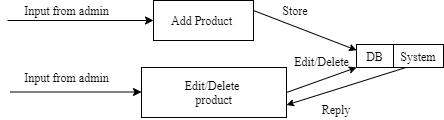 Input from admin
Add Product
Store
Edit/Delete
DB
System
Input from admin
Edit/Delete
product
Reply